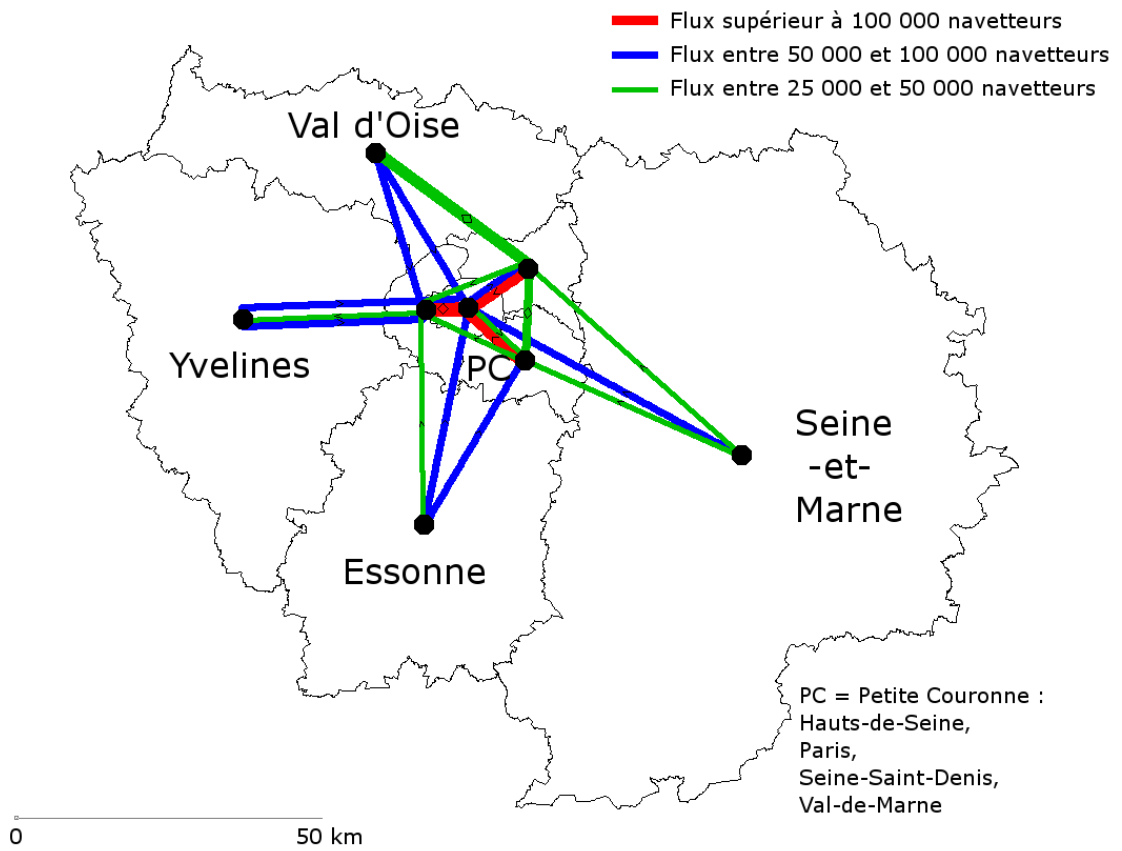 Flux supérieur à 100 000 navetteurs
Flux entre 50 000 et 100 000 navetteurs
Flux entre 25 000 et 50 000 navetteurs
Val d'Oise
Yvelines
PC
Seine
-et-
Marne
Essonne
PC = Petite Couronne :
Hauts-de-Seine,
Paris,
Seine-Saint-Denis,
Val-de-Marne
0 50 km